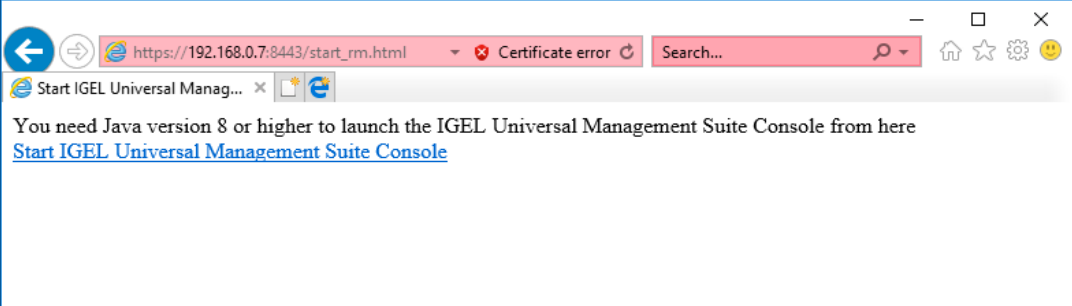 https://192.168.0.7:8443/start_rm.html
Certificate error
Search...
Start IGEL Universal Manag...
You need Java version 8 or higher to launch the IGEL Universal Management Suite Console from here
Start IGEL Universal Management Suite Console